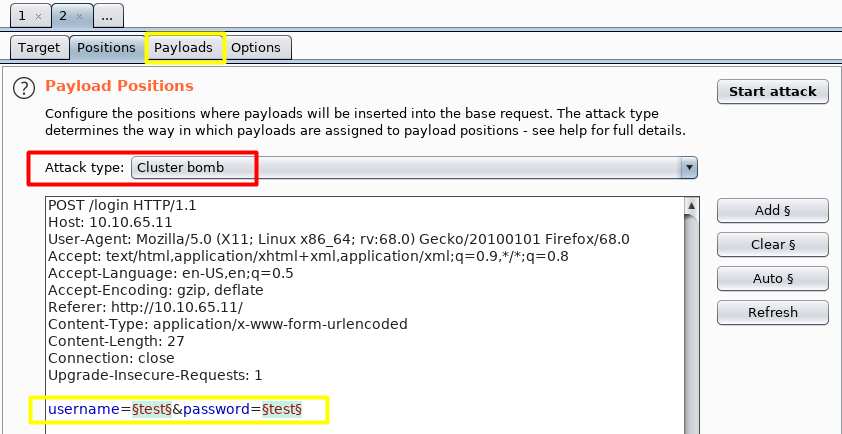 1 × 2 × ...
Target Positions Payloads Options
? Payload Positions
Start attack
Configure the positions where payloads will be inserted into the base request. The attack type
determines the way in which payloads are assigned to payload positions - see help for full details.
Attack type: Cluster bomb
POST /login HTTP/1.1
Host: 10.10.65.11
User-Agent: Mozilla/5.0 (X11; Linux x86_64; rv:68.0) Gecko/20100101 Firefox/68.0
Accept: text/html,application/xhtml+xml,application/xml;q=0.9,*/*;q=0.8
Accept-Language: en-US,en;q=0.5
Accept-Encoding: gzip, deflate
Referer: http://10.10.65.11/
Content-Type: application/x-www-form-urlencoded
Content-Length: 27
Connection: close
Upgrade-Insecure-Requests: 1
username=§test§&password=§test§
Add §
Clear §
Auto §
Refresh